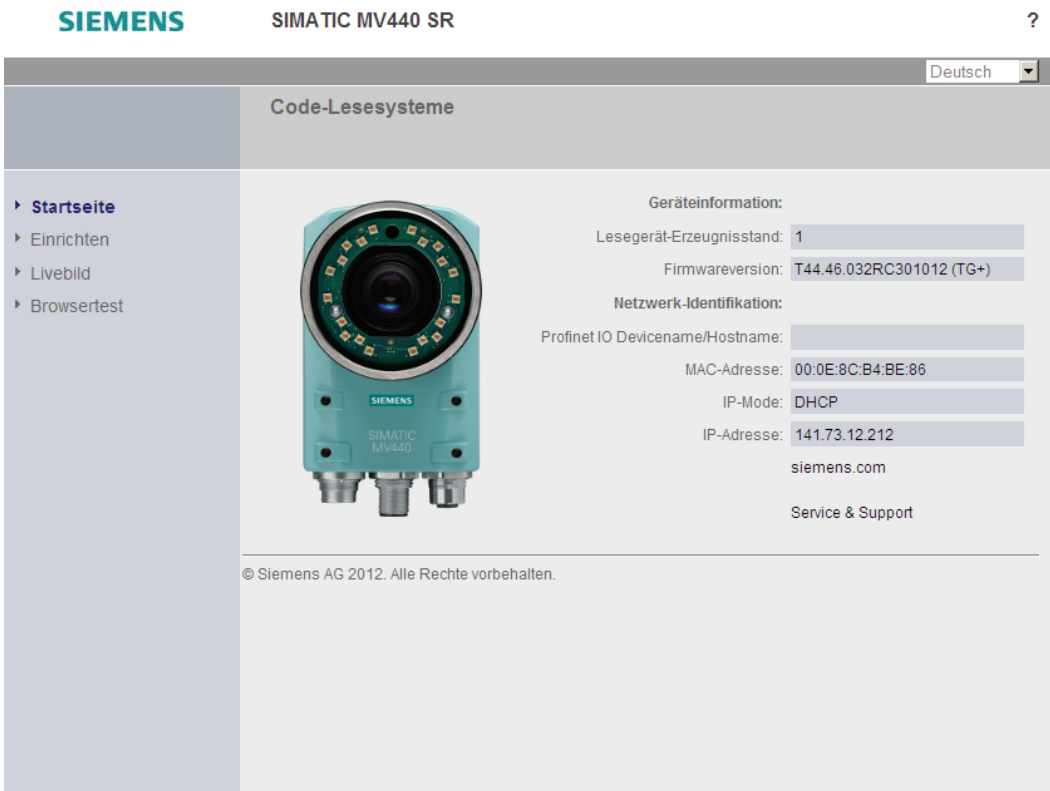 SIEMENS
SIMATIC MV440 SR
?
Deutsch
Code-Lesesysteme
Startseite
Einrichten
Livebild
Browsertest
SIEMENS
SIMATIC
MV440
Geräteinformation:
Lesegerät-Erzeugnisstand: 1
Firmwareversion: T44.46.032RC301012 (TG+)
Netzwerk-Identifikation:
Profinet IO Devicename/Hostname:
MAC-Adresse: 00:0E:8C:B4:BE:86
IP-Mode: DHCP
IP-Adresse: 141.73.12.212
siemens.com
Service & Support
© Siemens AG 2012. Alle Rechte vorbehalten.